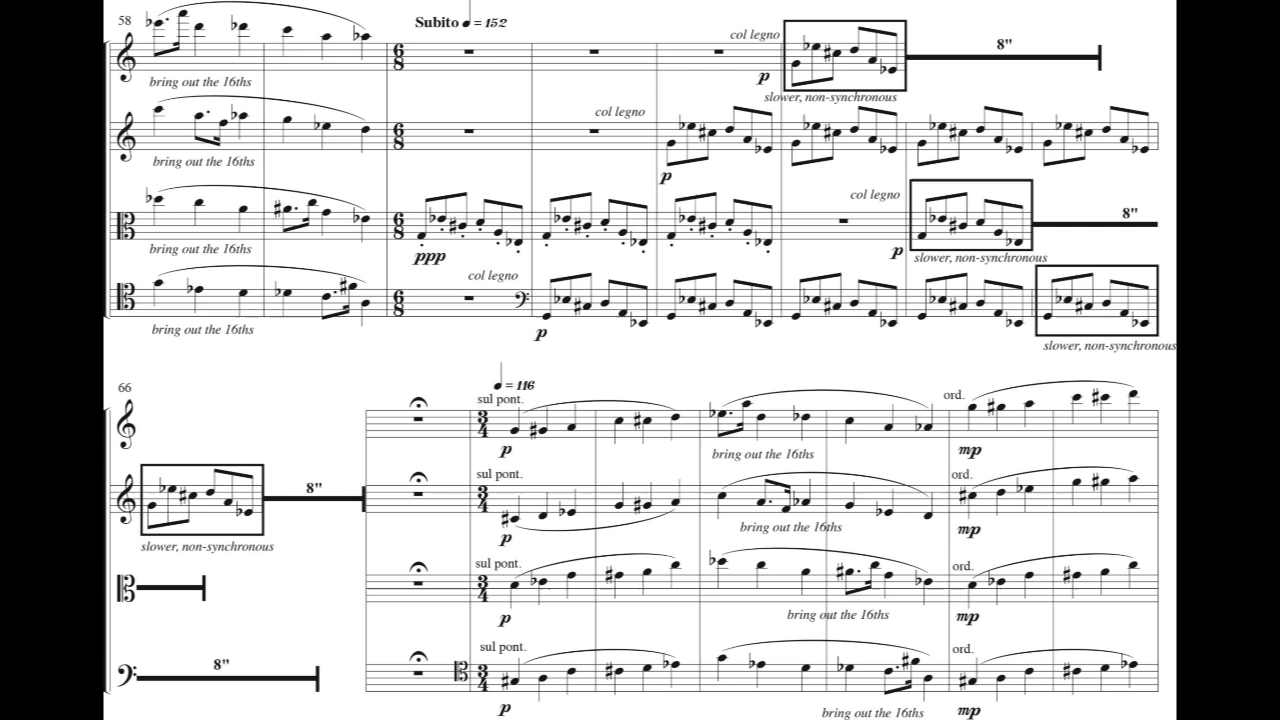 58
Subito ♩ = 152
col legno
8"
bring out the 16ths
6 8
p
slower, non-synchronous
col legno
bring out the 16ths
6 8
p
col legno
8"
bring out the 16ths
6 8
ppp
p
slower, non-synchronous
col legno
bring out the 16ths
6 8
p
slower, non-synchronous
66
♩ = 116
sul pont.
ord.
3 4
p
bring out the 16ths
mp
8"
sul pont.
ord.
3 4
slower, non-synchronous
p
bring out the 16ths
mp
sul pont.
ord.
3 4
p
bring out the 16ths
mp
8"
sul pont.
ord.
3 4
p
bring out the 16ths
mp